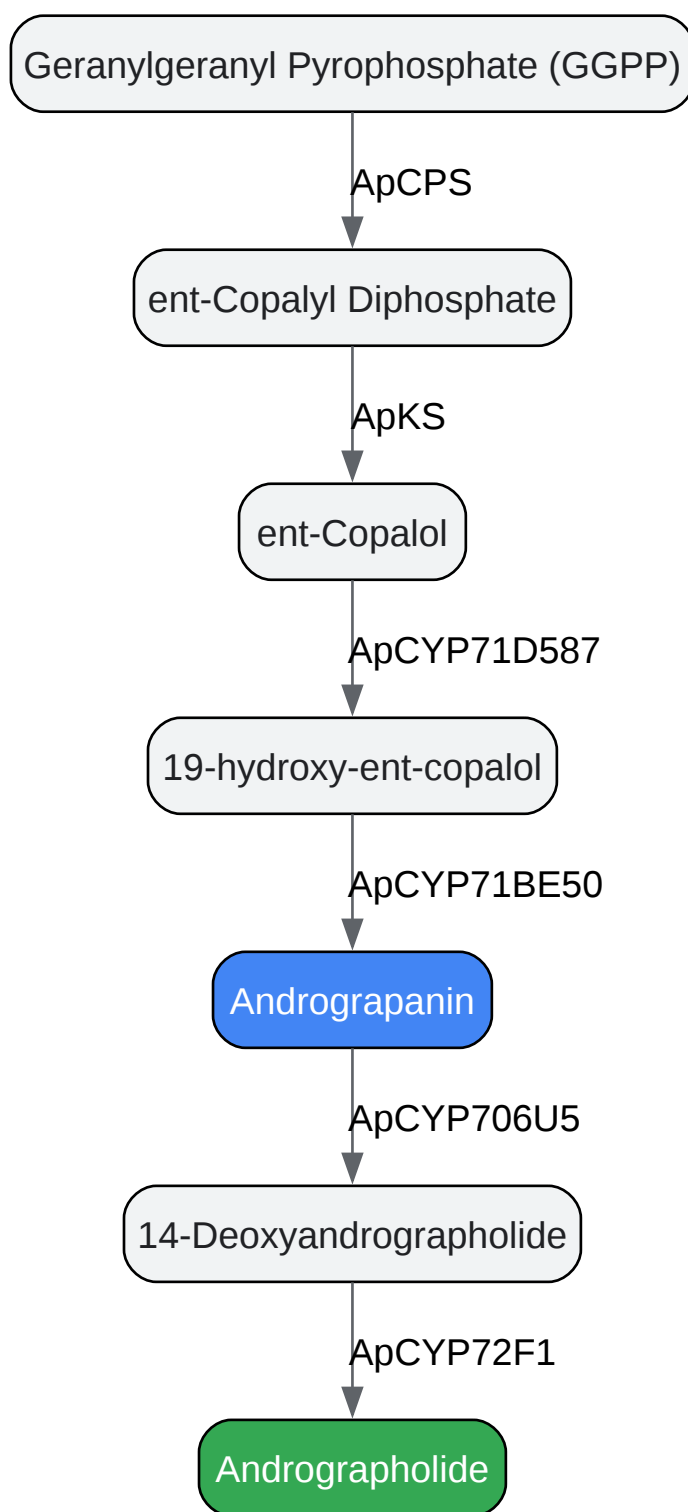 Geranylgeranyl Pyrophosphate (GGPP)
ApCPS
ent-Copalyl Diphosphate
ApKS
ent-Copalol
ApCYP71D587
19-hydroxy-ent-copalol
ApCYP71BE50
Andrograpanin
ApCYP706U5
14-Deoxyandrographolide
ApCYP72F1
Andrographolide